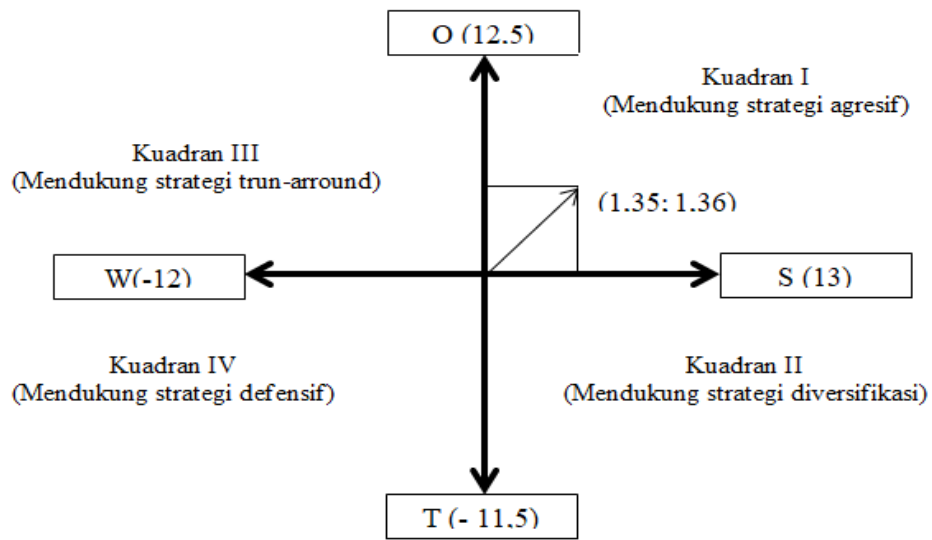 O (12.5)
Kuadran I
(Mendukung strategi agresif)
Kuadran III
(Mendukung strategi trun-arround)
(1.35; 1.36)
W(-12)
S (13)
Kuadran IV
(Mendukung strategi defensif)
Kuadran II
(Mendukung strategi diversifikasi)
T (- 11.5)